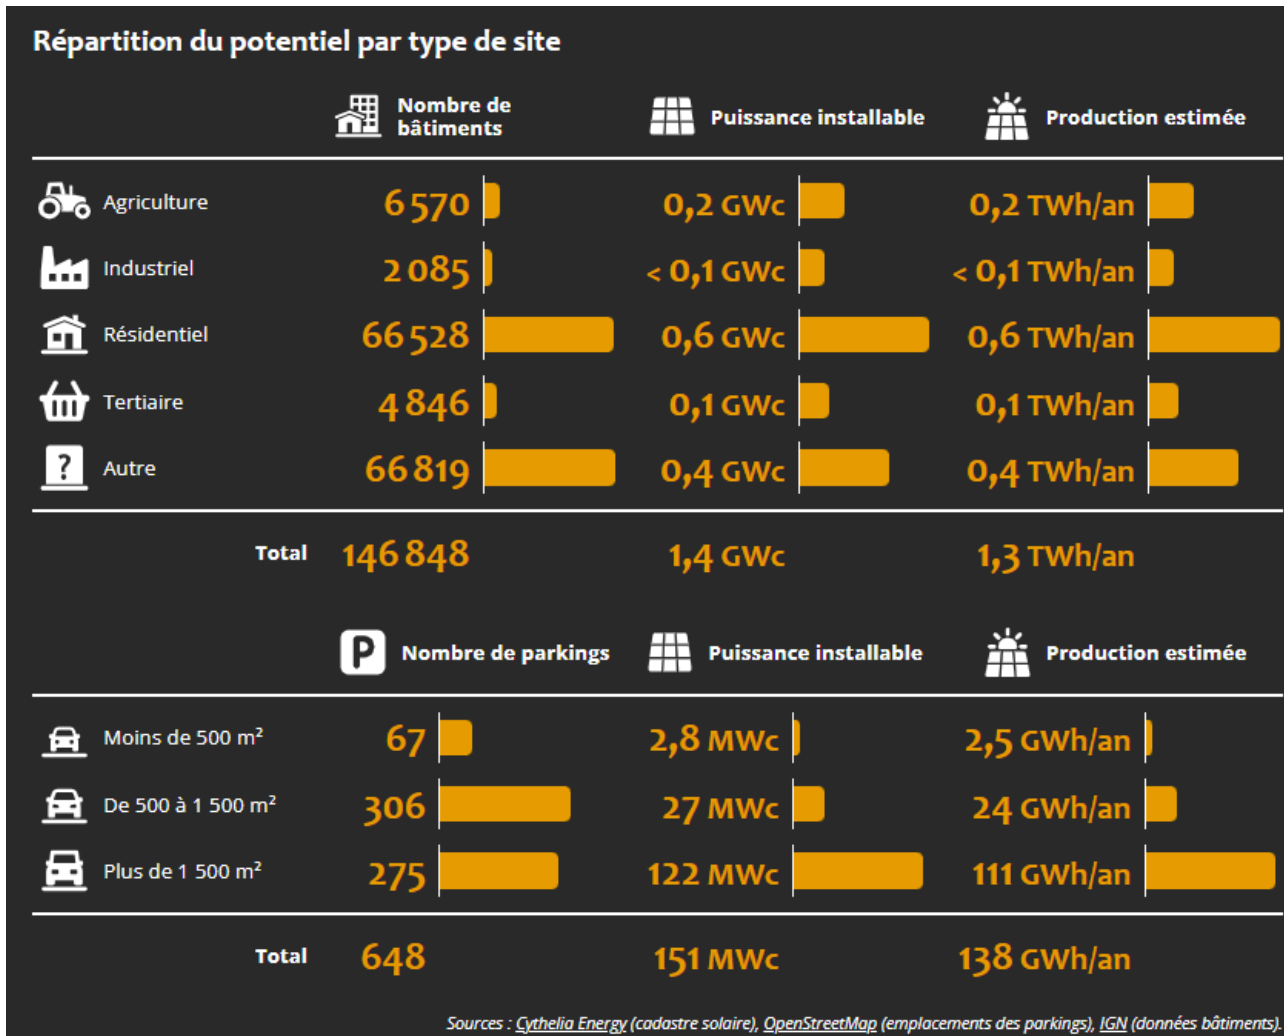 Répartition du potentiel par type de site
Nombre de bâtiments Puissance installable Production estimée
Agriculture 6 570 0,2 GWc 0,2 TWh/an
Industriel 2 085 < 0,1 GWc < 0,1 TWh/an
Résidentiel 66 528 0,6 GWc 0,6 TWh/an
Tertiaire 4 846 0,1 GWc 0,1 TWh/an
? Autre 66 819 0,4 GWc 0,4 TWh/an
Total 146 848 1,4 GWc 1,3 TWh/an
P Nombre de parkings Puissance installable Production estimée
Moins de 500 m² 67 2,8 MWc 2,5 GWh/an
De 500 à 1 500 m² 306 27 MWc 24 GWh/an
Plus de 1 500 m² 275 122 MWc 111 GWh/an
Total 648 151 MWc 138 GWh/an
Sources : Cythelia Energy (cadastre solaire), OpenStreetMap (emplacements des parkings), IGN (données bâtiments)